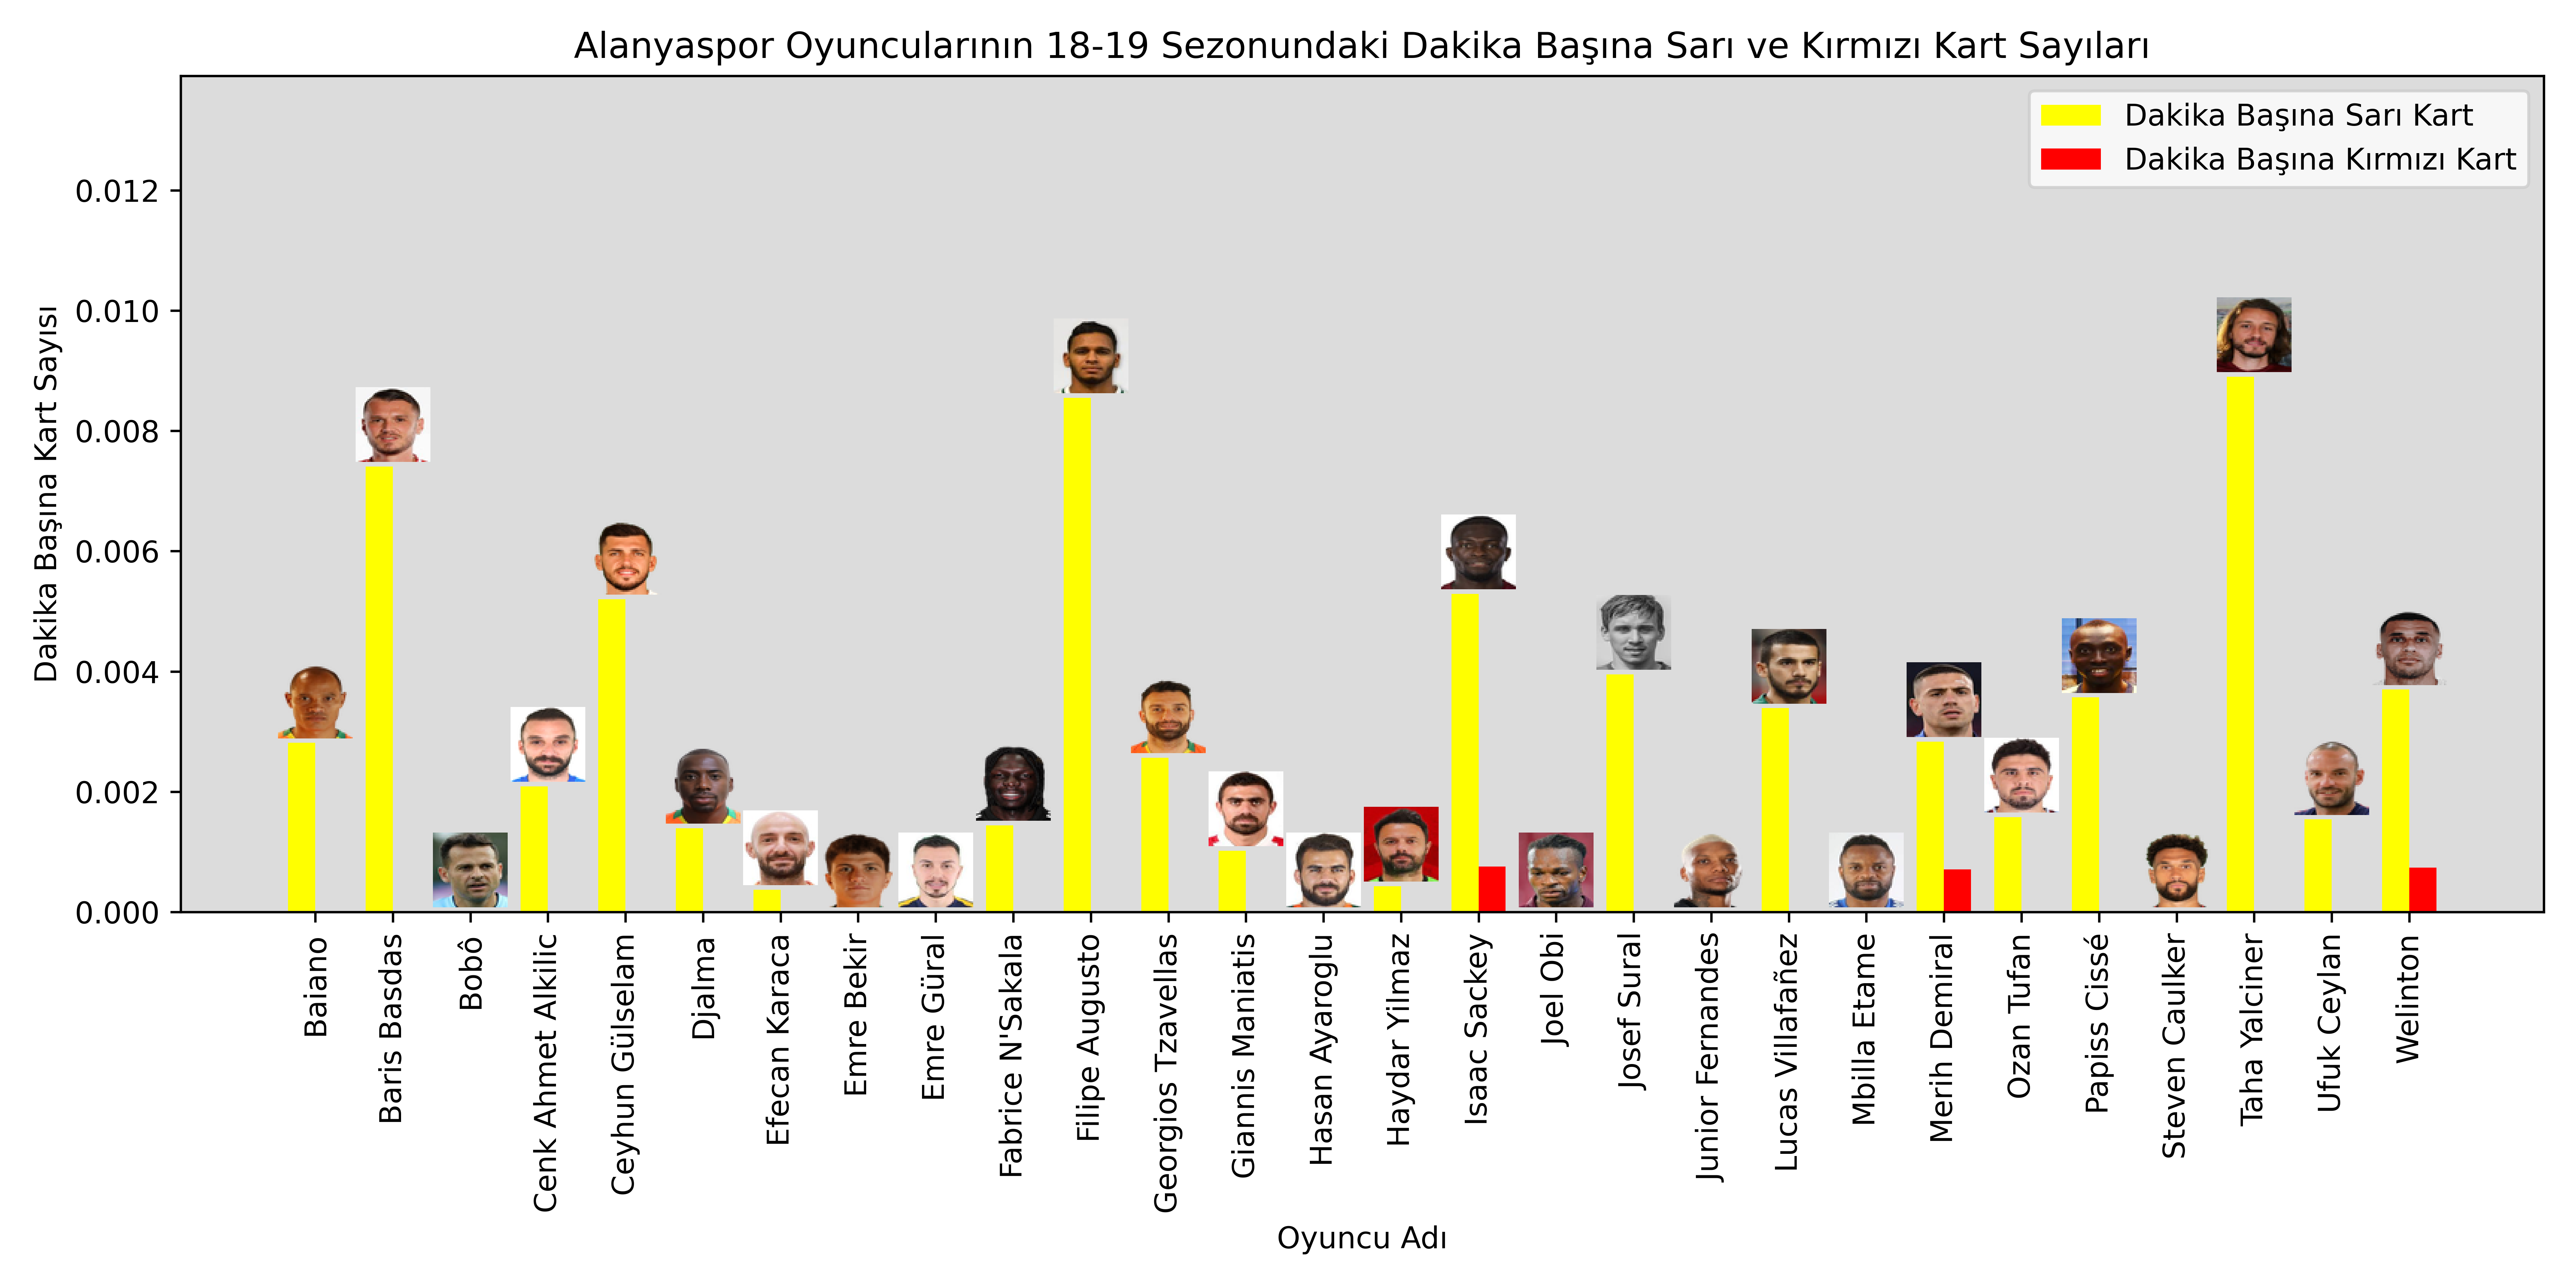 Alanyaspor Oyuncularının 18-19 Sezonundaki Dakika Başına Sarı ve Kırmızı Kart Sayıları
Dakika Başına Sarı Kart
Dakika Başına Kırmızı Kart
Dakika Başına Kart Sayısı
0.012
0.010
0.008
0.006
0.004
0.002
0.000
Baiano
Baris Basdas
Bobô
Cenk Ahmet Alkilic
Ceyhun Gülselam
Djalma
Efecan Karaca
Emre Bekir
Emre Güral
Fabrice N'Sakala
Filipe Augusto
Georgios Tzavellas
Giannis Maniatis
Hasan Ayaroglu
Haydar Yilmaz
Isaac Sackey
Joel Obi
Josef Sural
Junior Fernandes
Lucas Villafañez
Mbilla Etame
Merih Demiral
Ozan Tufan
Papiss Cissé
Steven Caulker
Taha Yalciner
Ufuk Ceylan
Welinton
Oyuncu Adı